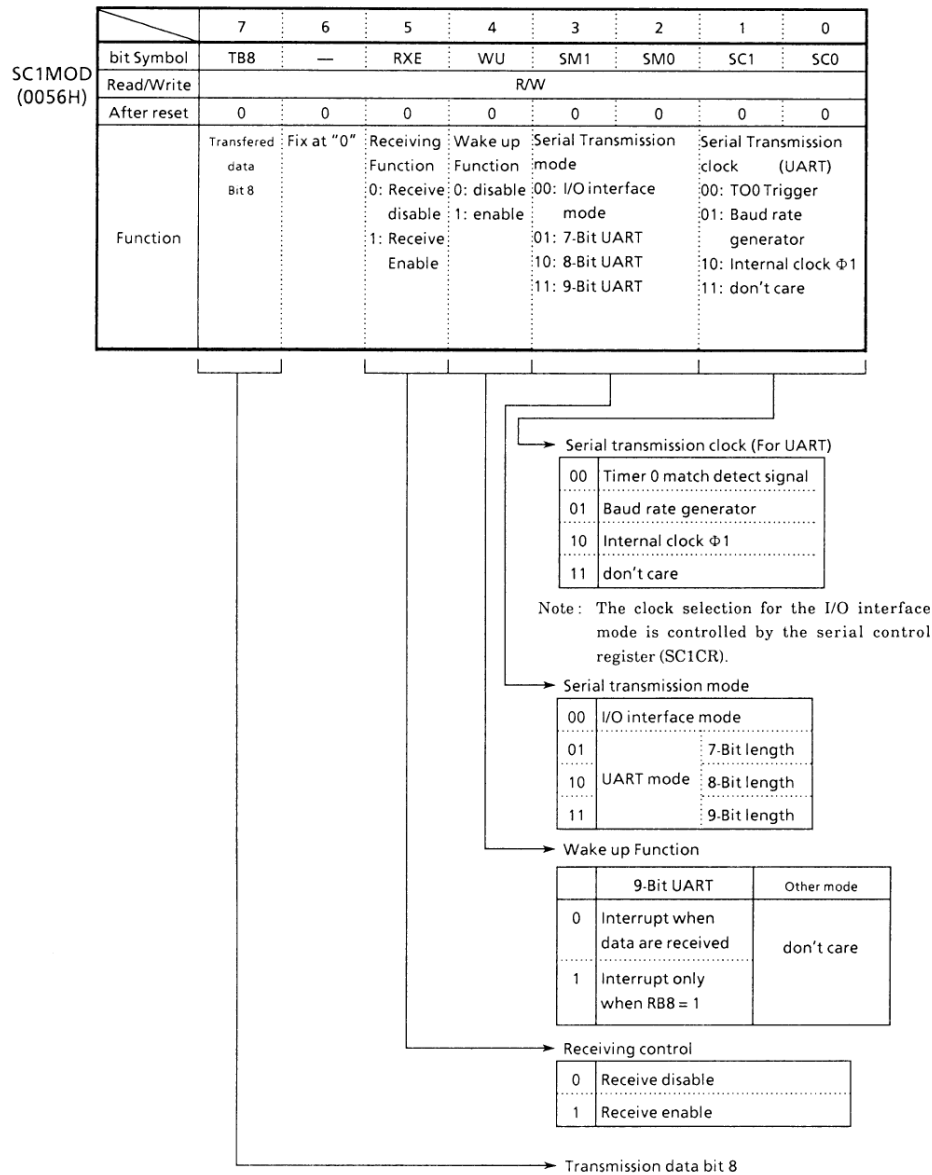 7 6 5 4 3 2 1 0
SC1MOD
(0056H)
bit Symbol TB8 — RXE WU SM1 SM0 SC1 SC0
Read/Write R/W
After reset 0 0 0 0 0 0 0 0
Function
Transfered
data
Bit 8
Fix at "0"
Receiving
Function
0: Receive
disable
1: Receive
Enable
Wake up
Function
0: disable
1: enable
Serial Transmission
mode
00: I/O interface
mode
01: 7-Bit UART
10: 8-Bit UART
11: 9-Bit UART
Serial Transmission
clock (UART)
00: TO0 Trigger
01: Baud rate
generator
10: Internal clock Φ1
11: don't care
Serial transmission clock (For UART)
00 Timer 0 match detect signal
01 Baud rate generator
10 Internal clock Φ1
11 don't care
Note : The clock selection for the I/O interface
mode is controlled by the serial control
register (SC1CR).
Serial transmission mode
00 I/O interface mode
01 7-Bit length
10 UART mode 8-Bit length
11 9-Bit length
Wake up Function
9-Bit UART Other mode
0 Interrupt when
data are received
don't care
1 Interrupt only
when RB8 = 1
Receiving control
0 Receive disable
1 Receive enable
Transmission data bit 8